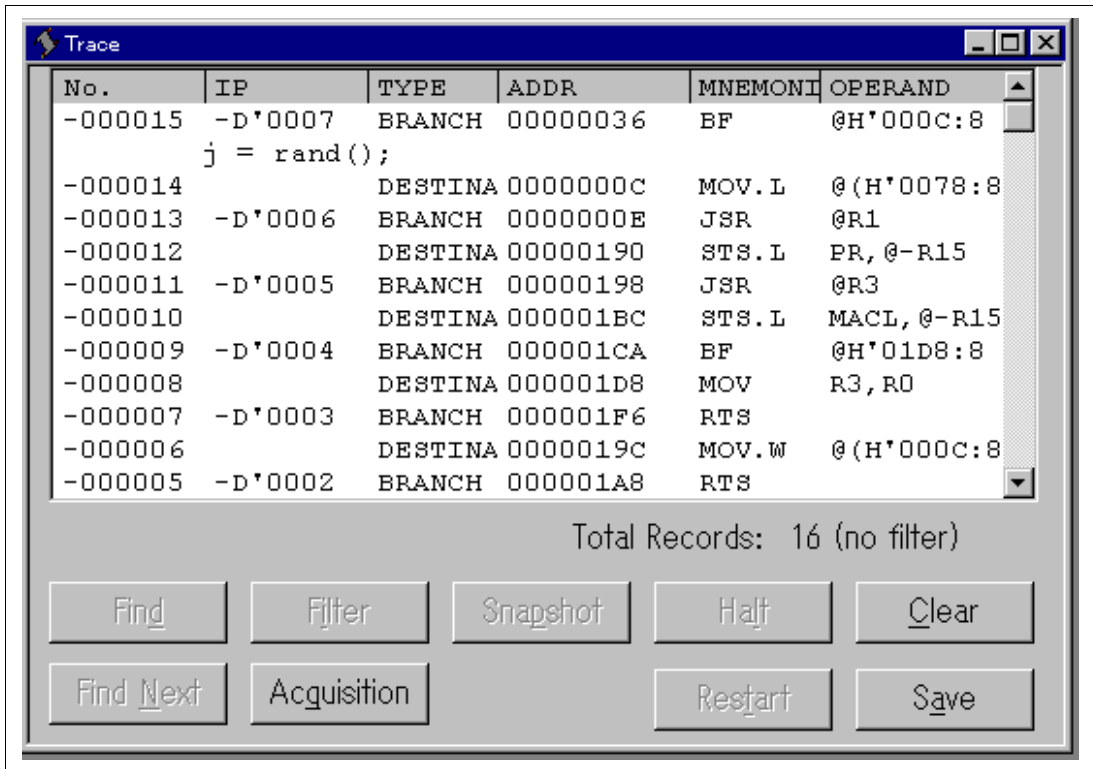 Trace
No. IP TYPE ADDR MNEMONI OPERAND
-000015 -D'0007 BRANCH 00000036 BF @H'000C:8
j = rand();
-000014 DESTINA 0000000C MOV.L @(H'0078:8
-000013 -D'0006 BRANCH 0000000E JSR @R1
-000012 DESTINA 00000190 STS.L PR,@-R15
-000011 -D'0005 BRANCH 00000198 JSR @R3
-000010 DESTINA 000001BC STS.L MACL,@-R15
-000009 -D'0004 BRANCH 000001CA BF @H'01D8:8
-000008 DESTINA 000001D8 MOV R3,R0
-000007 -D'0003 BRANCH 000001F6 RTS
-000006 DESTINA 0000019C MOV.W @(H'000C:8
-000005 -D'0002 BRANCH 000001A8 RTS
Total Records: 16 (no filter)
Find Filter Snapshot Halt Clear
Find Next Acquisition Restart Save